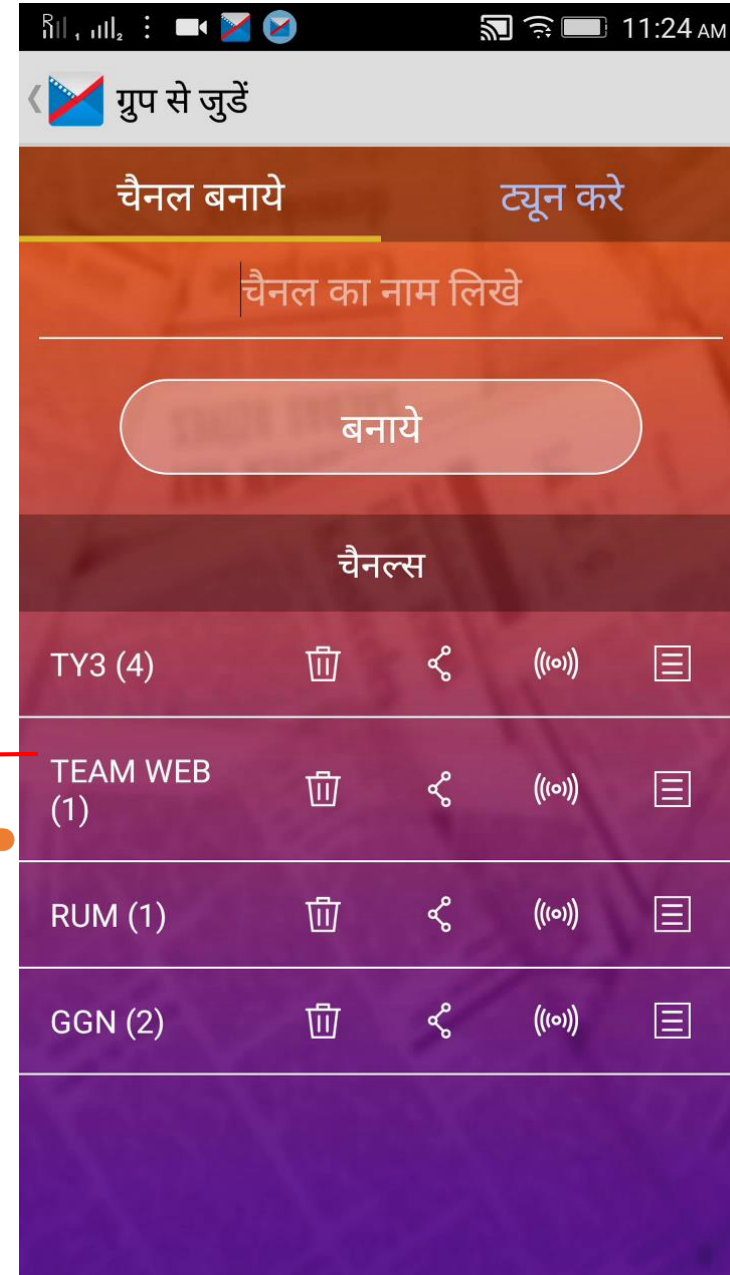 11:24 AM
ग्रुप से जुडें
चैनल बनाये ट्यून करे
चैनल का नाम लिखे
बनाये
चैनल्स
TY3 (4)
TEAM WEB
(1)
RUM (1)
GGN (2)